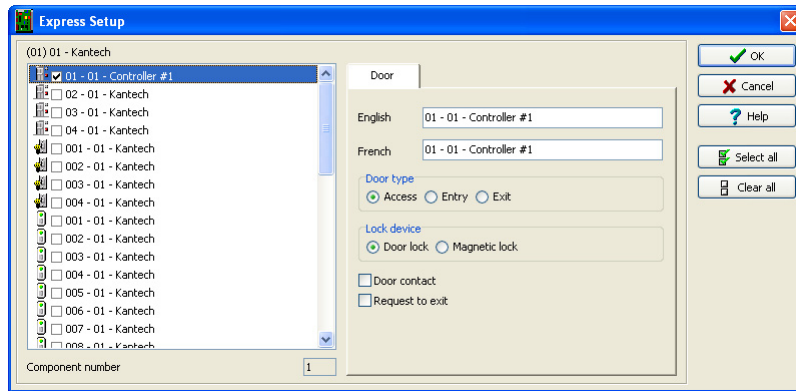 Express Setup
(01) 01 - Kantech
01 - 01 - Controller #1
02 - 01 - Kantech
03 - 01 - Kantech
04 - 01 - Kantech
001 - 01 - Kantech
002 - 01 - Kantech
003 - 01 - Kantech
004 - 01 - Kantech
001 - 01 - Kantech
002 - 01 - Kantech
003 - 01 - Kantech
004 - 01 - Kantech
005 - 01 - Kantech
006 - 01 - Kantech
007 - 01 - Kantech
008 - 01 - Kantech
Component number 1
Door
English 01 - 01 - Controller #1
French 01 - 01 - Controller #1
Door type
Access Entry Exit
Lock device
Door lock Magnetic lock
Door contact
Request to exit
OK
Cancel
Help
Select all
Clear all